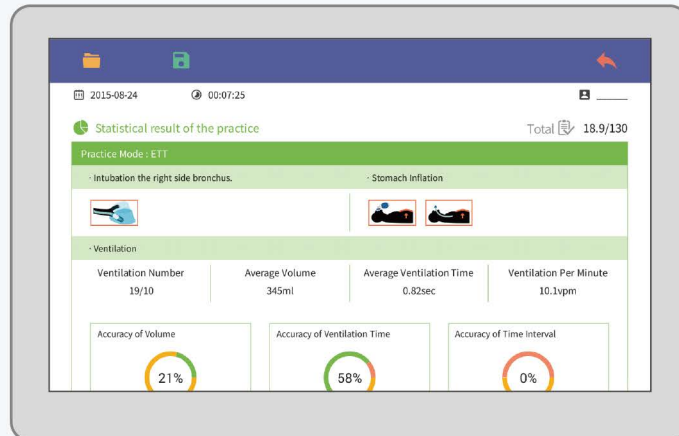 2015-08-24 00:07:25
Statistical result of the practice Total 18.9/130
Practice Mode : ETT
· Intubation the right side bronchus. · Stomach Inflation
· Ventilation
Ventilation Number Average Volume Average Ventilation Time Ventilation Per Minute
19/10 345ml 0.82sec 10.1vpm
Accuracy of Volume Accuracy of Ventilation Time Accuracy of Time Interval
21% 58% 0%